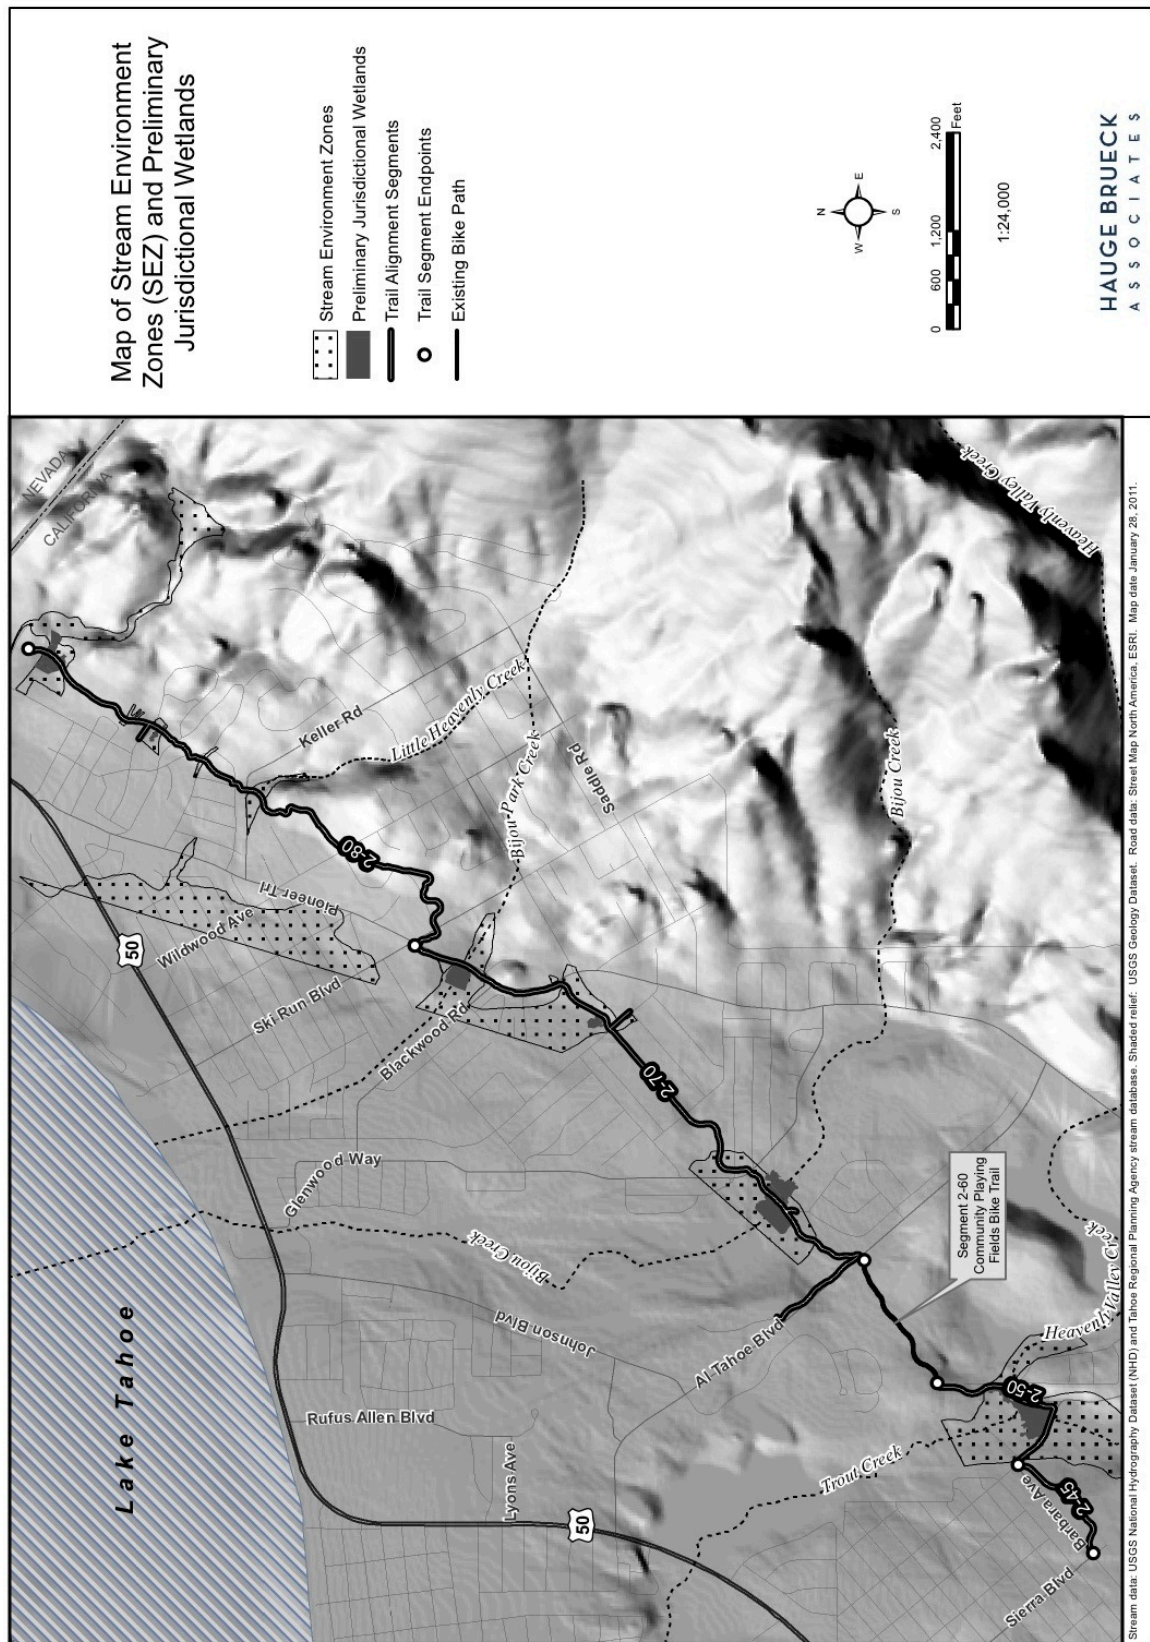 Map of Stream Environment
Zones (SEZ) and Preliminary
Jurisdictional Wetlands
Stream Environment Zones
Preliminary Jurisdictional Wetlands
Trail Alignment Segments
Trail Segment Endpoints
Existing Bike Path
N
W E
S
0 600 1,200 2,400
Feet
1:24,000
HAUGE BRUECK
ASSOCIATES
NEVADA
CALIFORNIA
Lake Tahoe
50
Wildwood Ave
Pioneer Trl
Ski Run Blvd
Keller Rd
Little Heavenly Creek
2-80
Bijou Park Creek
Saddle Rd
Blackwood Rd
Glenwood Way
2-70
Bijou Creek
Heavenly Valley Creek
Heavenly Valley Creek
Bijou Creek
Johnson Blvd
Al Tahoe Blvd
Segment 2-60
Community Playing
Fields Bike Trail
Heavenly Valley Creek
Rufus Allen Blvd
Lyons Ave
50
Trout Creek
2-50
2-45
Barbara Ave
Sierra Blvd
Stream data: USGS National Hydrography Dataset (NHD) and Tahoe Regional Planning Agency stream database. Shaded relief: USGS Geology Dataset. Road data: Street Map North America, ESRI. Map date January 28, 2011.